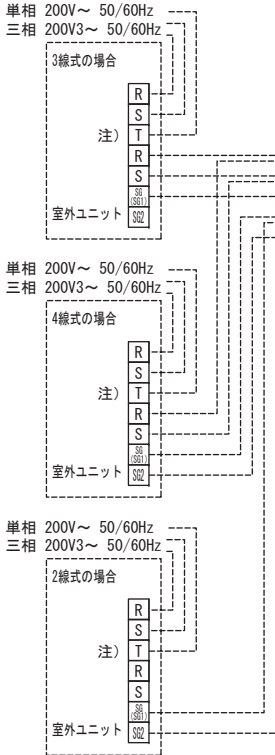 単相 200V～ 50/60Hz
三相 200V3～ 50/60Hz
3線式の場合
R
S
注） T
R
S
SG
(SG1)
室外ユニット SG2
単相 200V～ 50/60Hz
三相 200V3～ 50/60Hz
4線式の場合
R
S
注） T
R
S
SG
(SG1)
室外ユニット SG2
単相 200V～ 50/60Hz
三相 200V3～ 50/60Hz
2線式の場合
R
S
注） T
R
S
SG
(SG1)
室外ユニット SG2